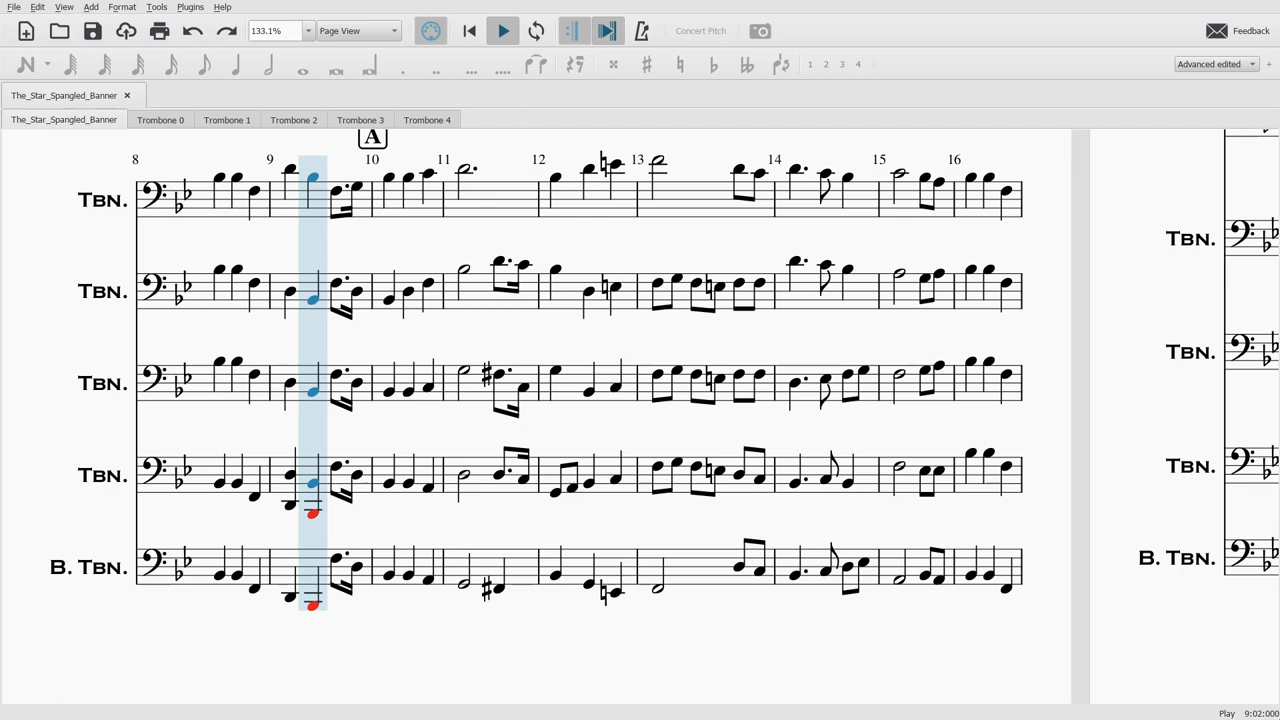 File Edit View Add Format Tools Plugins Help
133.1% Page View Concert Pitch Feedback
1 2 3 4 Advanced edited +
The_Star_Spangled_Banner ×
The_Star_Spangled_Banner Trombone 0 Trombone 1 Trombone 2 Trombone 3 Trombone 4
A
8 9 10 11 12 13 14 15 16
TBN.
TBN.
TBN.
TBN.
TBN.
TBN.
TBN.
B. TBN.
B. TBN.
Play 9:02:000